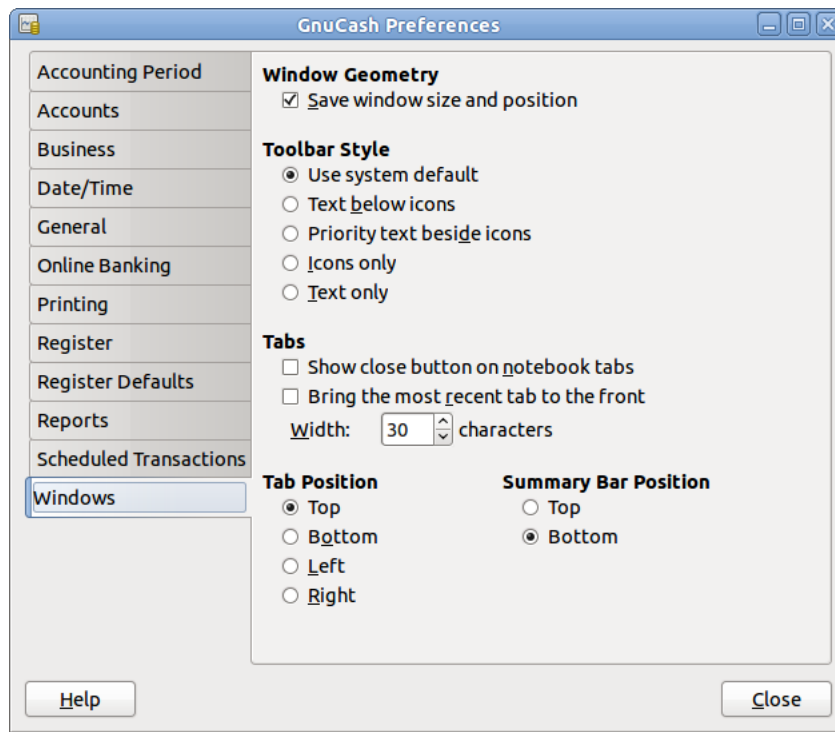 GnuCash Preferences
Accounting Period
Accounts
Business
Date/Time
General
Online Banking
Printing
Register
Register Defaults
Reports
Scheduled Transactions
Windows
Window Geometry
Save window size and position
Toolbar Style
Use system default
Text below icons
Priority text beside icons
Icons only
Text only
Tabs
Show close button on notebook tabs
Bring the most recent tab to the front
Width: 30 characters
Tab Position
Top
Bottom
Left
Right
Summary Bar Position
Top
Bottom
Help
Close